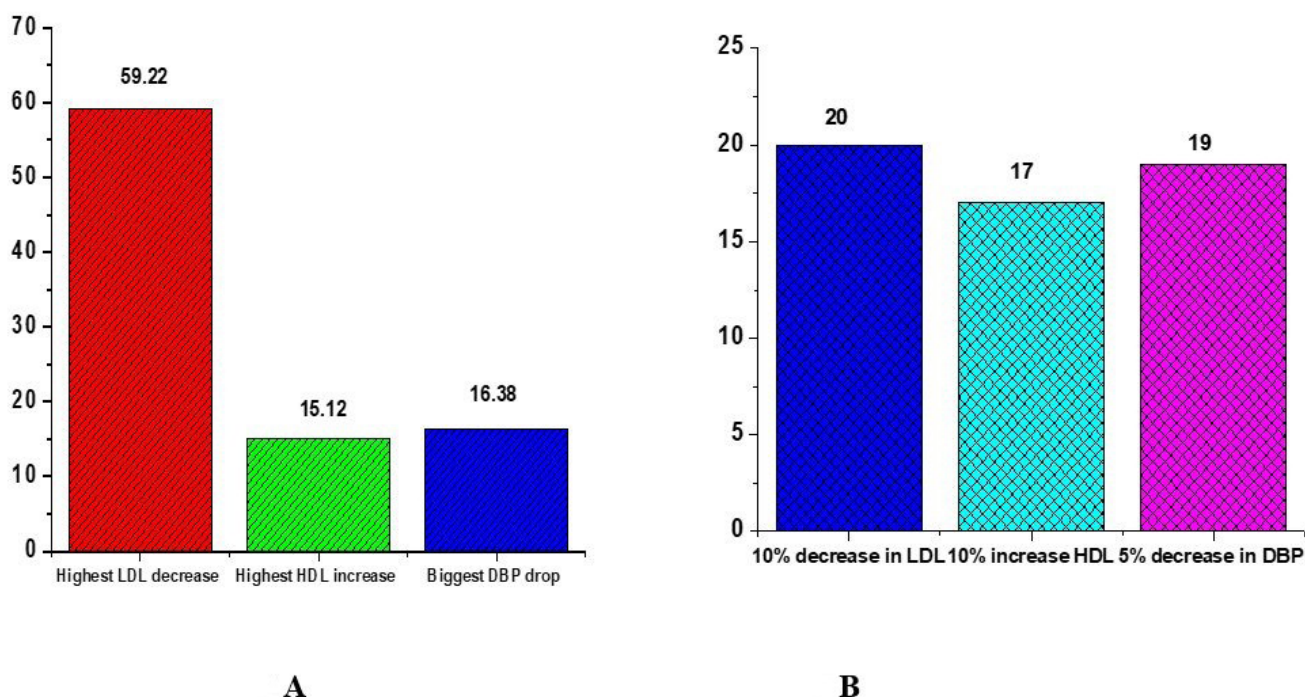 70
60
50
40
30
20
10
0
59.22
15.12
16.38
Highest LDL decrease
Highest HDL increase
Biggest DBP drop
A
25
20
15
10
5
0
20
17
19
10% decrease in LDL
10% increase HDL
5% decrease in DBP
B